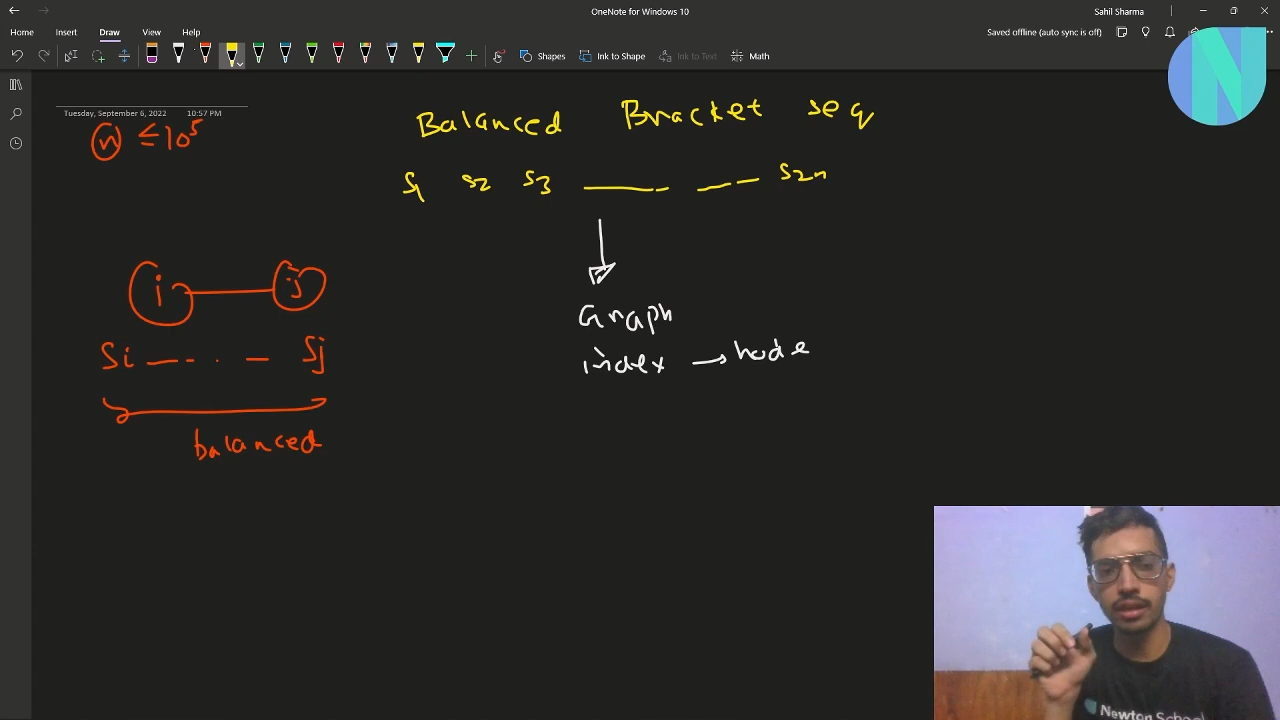 OneNote for Windows 10
Sahil Sharma
Home Insert Draw View Help
Saved offline (auto sync is off)
Shapes Ink to Shape Ink to Text Math
Tuesday, September 6, 2022 10:57 PM
n ≤ 10^5
Balanced Bracket seq
S1 S2 S3 ——— - — - — S2n
Graph
index → node
i j
Si — - . — Sj
balanced
N
Newton School